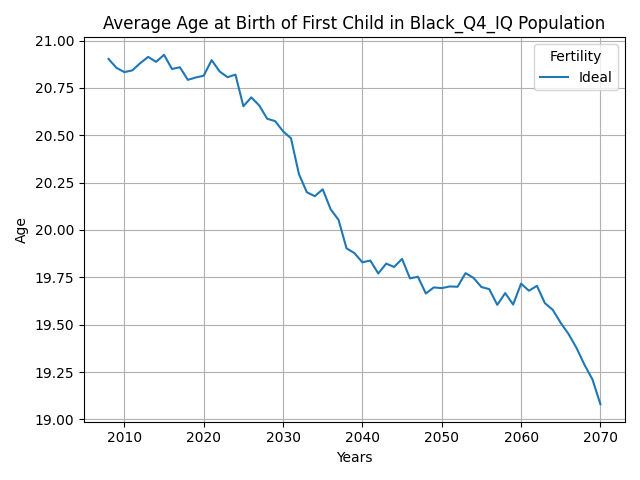 Average Age at Birth of First Child in Black_Q4_IQ Population
21.00
20.75
20.50
20.25
20.00
19.75
19.50
19.25
19.00
Age
Fertility
Ideal
2010 2020 2030 2040 2050 2060 2070
Years